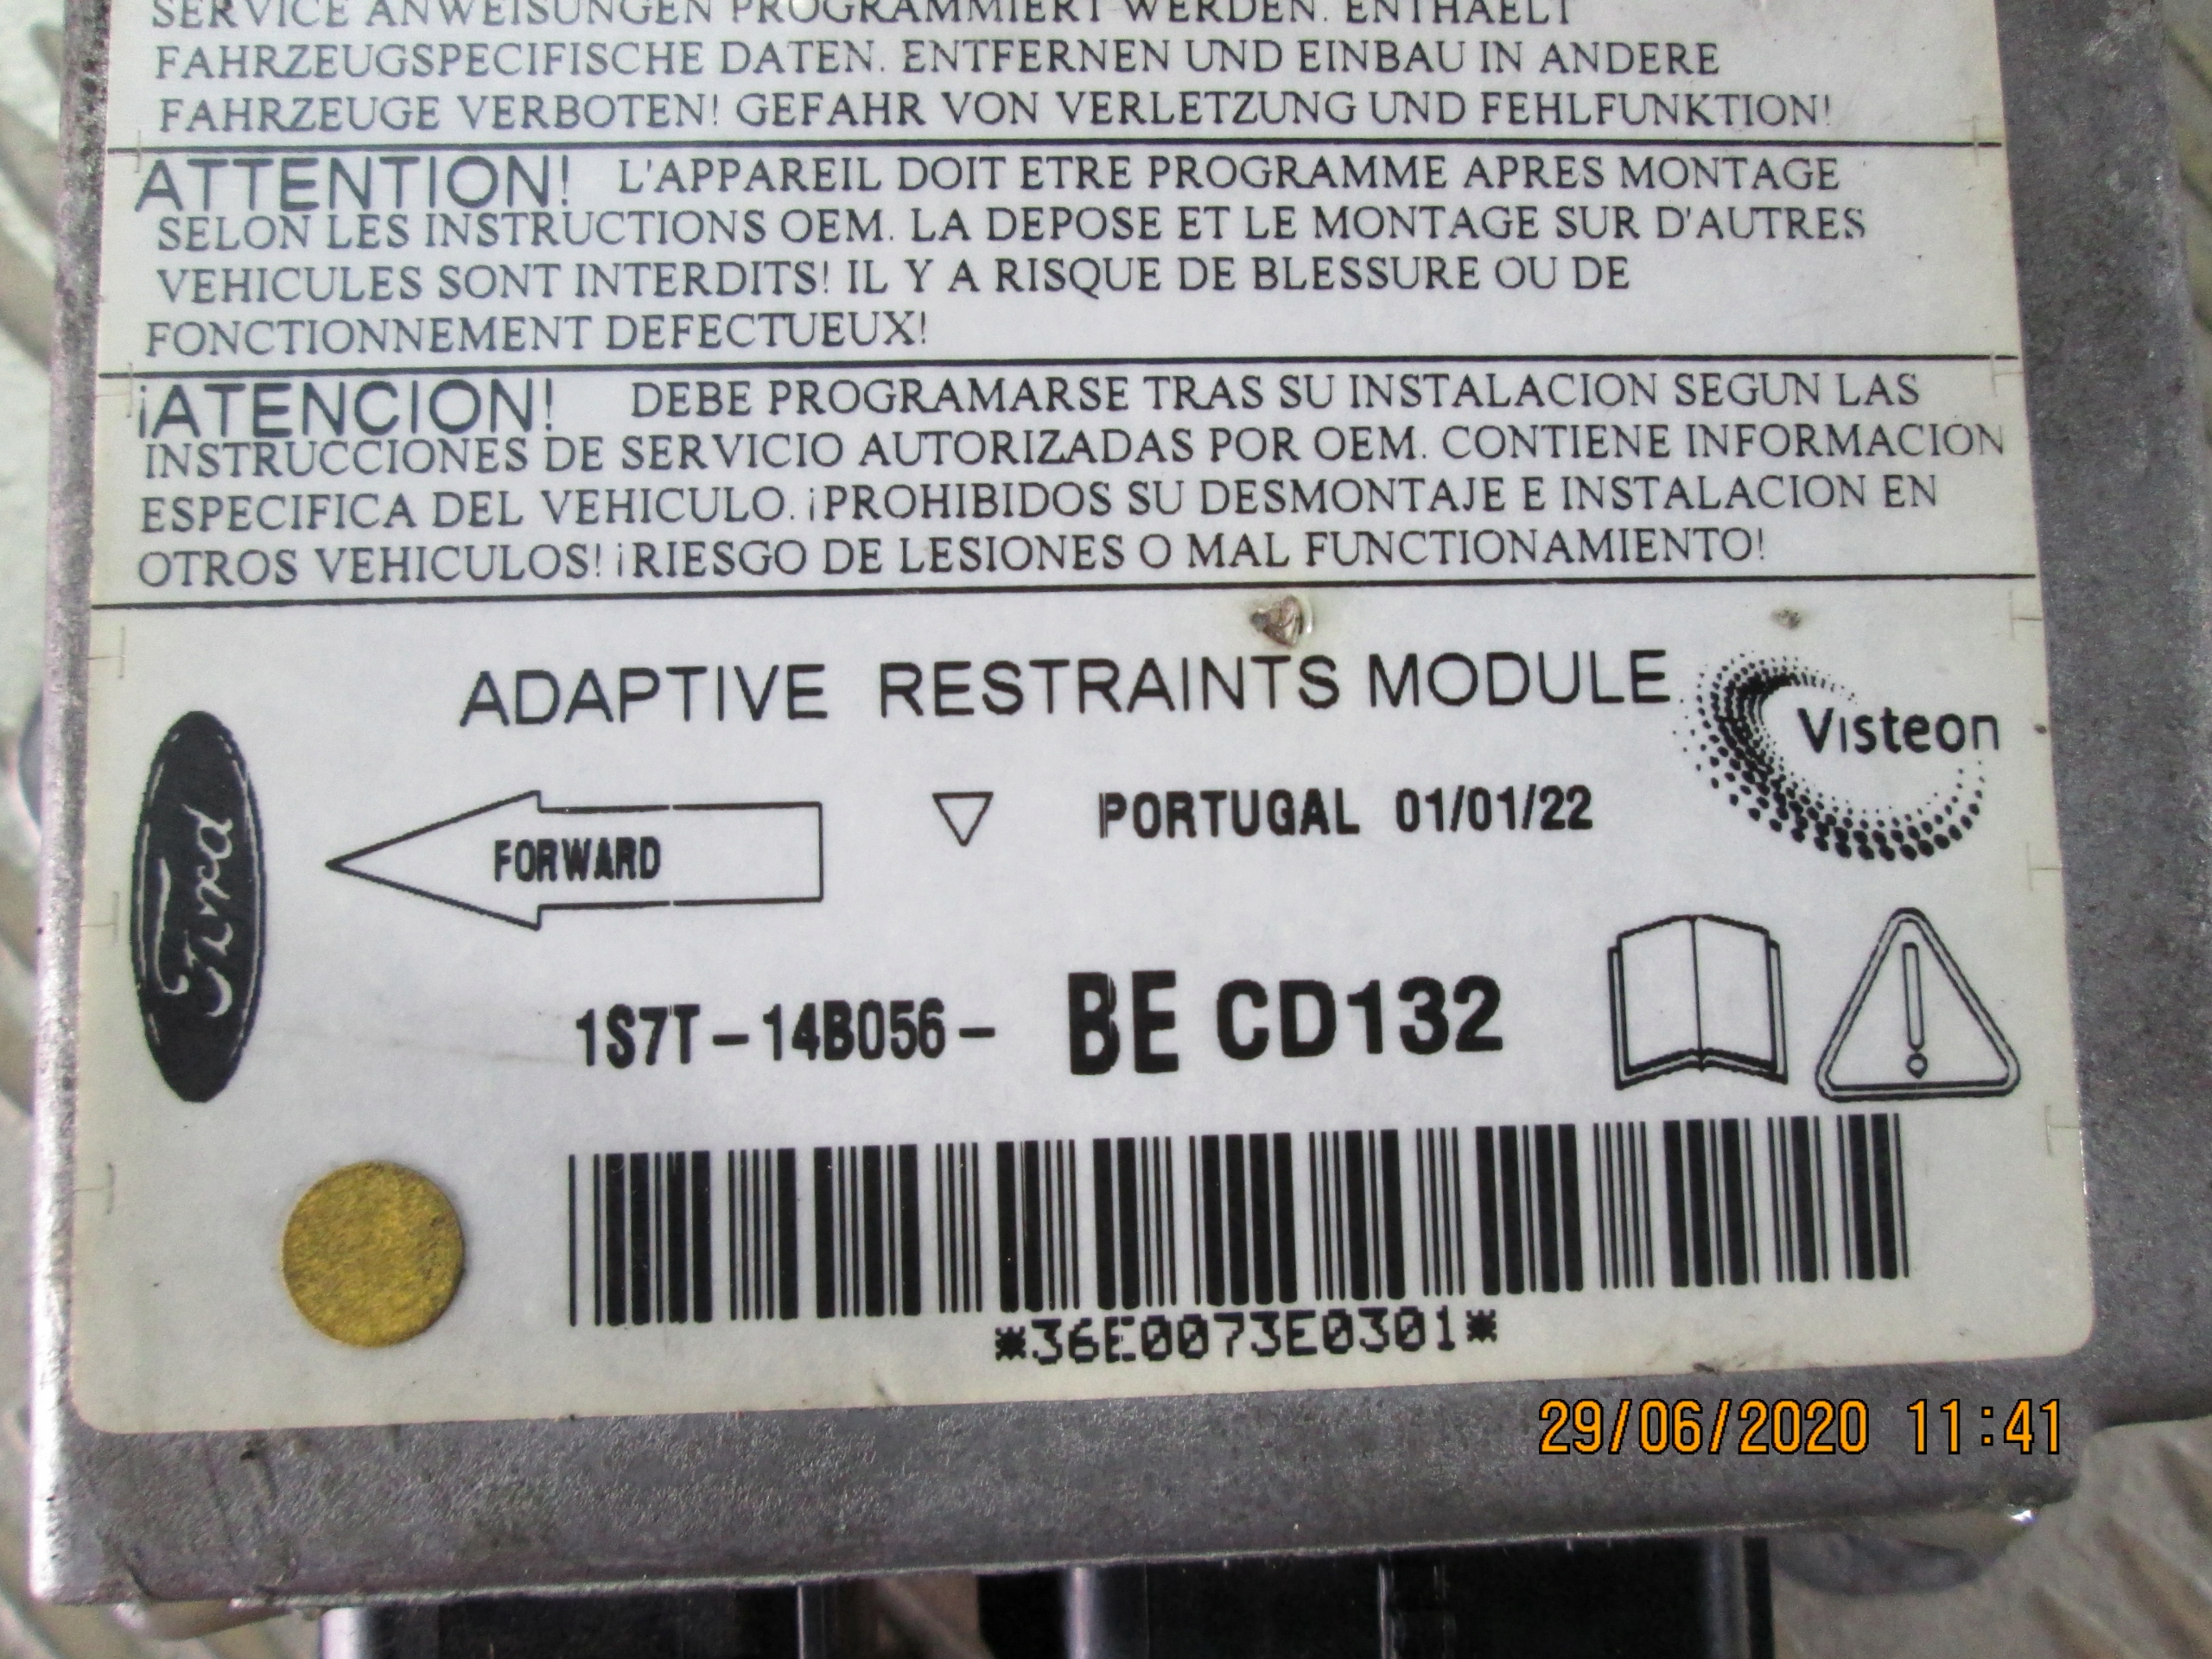 SERVICE ANWEISUNGEN PROGRAMMIERT WERDEN. ENTHAELT
FAHRZEUGSPECIFISCHE DATEN. ENTFERNEN UND EINBAU IN ANDERE
FAHRZEUGE VERBOTEN! GEFAHR VON VERLETZUNG UND FEHLFUNKTION!
ATTENTION! L'APPAREIL DOIT ETRE PROGRAMME APRES MONTAGE
SELON LES INSTRUCTIONS OEM. LA DEPOSE ET LE MONTAGE SUR D'AUTRES
VEHICULES SONT INTERDITS! IL Y A RISQUE DE BLESSURE OU DE
FONCTIONNEMENT DEFECTUEUX!
¡ATENCION! DEBE PROGRAMARSE TRAS SU INSTALACION SEGUN LAS
INSTRUCCIONES DE SERVICIO AUTORIZADAS POR OEM. CONTIENE INFORMACION
ESPECIFICA DEL VEHICULO. ¡PROHIBIDOS SU DESMONTAJE E INSTALACION EN
OTROS VEHICULOS! ¡RIESGO DE LESIONES O MAL FUNCTIONAMIENTO!
ADAPTIVE RESTRAINTS MODULE
Visteon
Ford
FORWARD
PORTUGAL 01/01/22
1S7T-14B056- BE CD132
*36E0073E0301*
29/06/2020 11:41